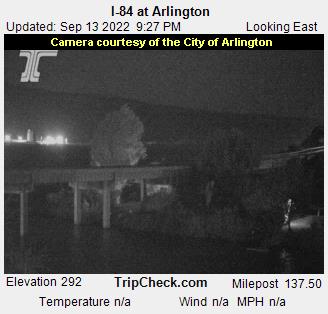 I-84 at Arlington
Updated: Sep 13 2022 9:27 PM Looking East
Camera courtesy of the City of Arlington
Elevation 292 TripCheck.com Milepost 137.50
Temperature n/a Wind n/a MPH n/a